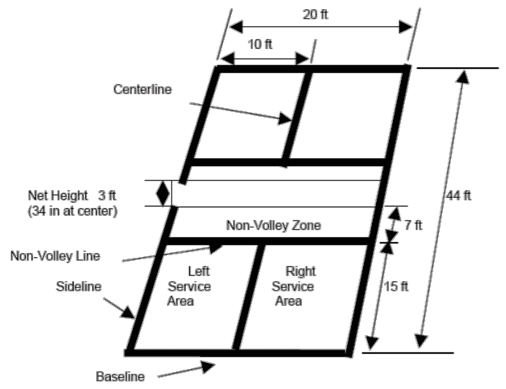 20 ft
10 ft
Centerline
Net Height 3 ft
(34 in at center)
44 ft
Non-Volley Zone
7 ft
Non-Volley Line
Left
Service
Area
Right
Service
Area
Sideline
15 ft
Baseline